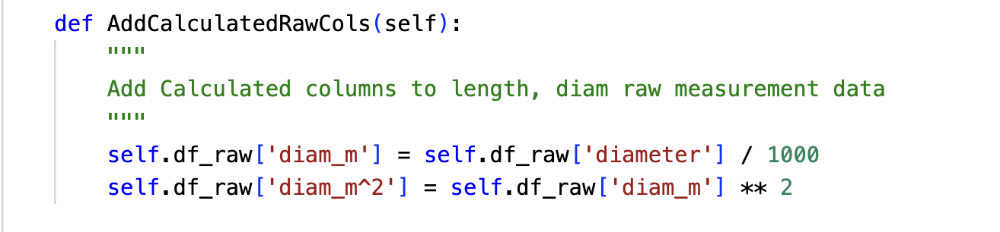 def AddCalculatedRawCols(self):
"""
Add Calculated columns to length, diam raw measurement data
"""
self.df_raw['diam_m'] = self.df_raw['diameter'] / 1000
self.df_raw['diam_m^2'] = self.df_raw['diam_m'] ** 2